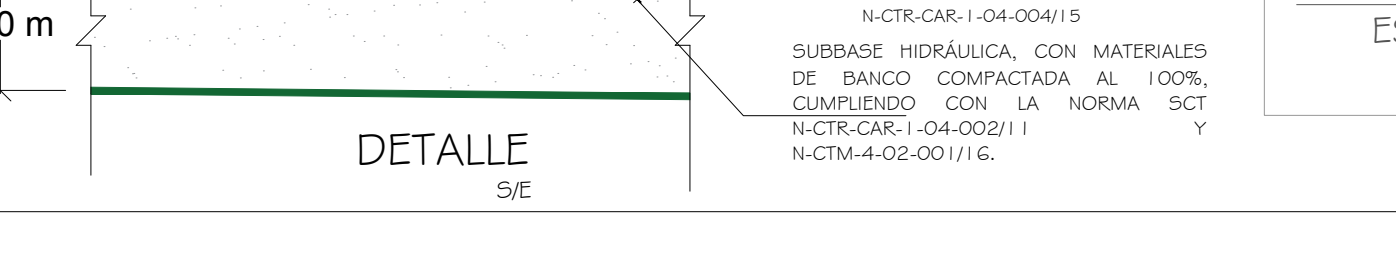 0 m
N-CTR-CAR-1-04-004/15
SUBBASE HIDRÁULICA, CON MATERIALES
DE BANCO COMPACTADA AL 100%,
CUMPLIENDO CON LA NORMA SCT
N-CTR-CAR-1-04-002/11 Y
N-CTM-4-02-001/16.
DETALLE
S/E